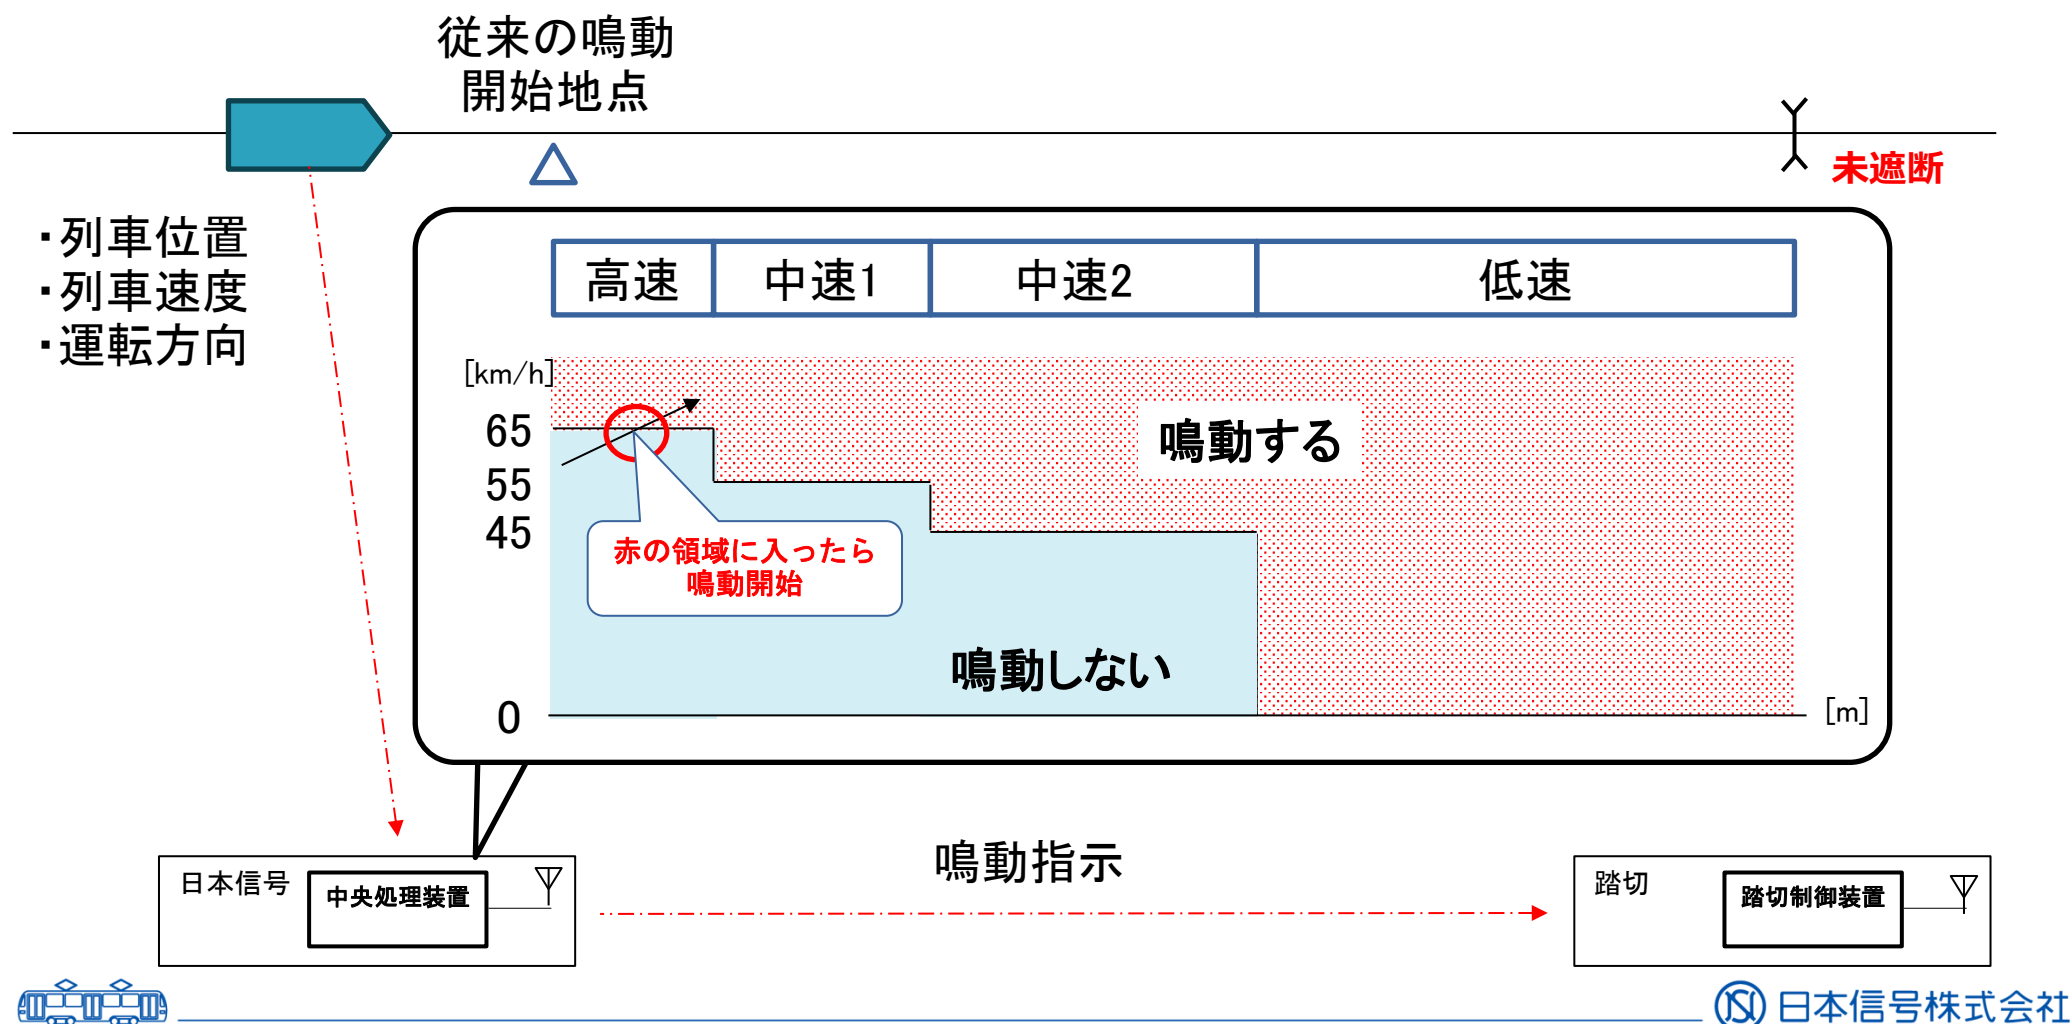 従来の鳴動
開始地点
未遮断
・列車位置
・列車速度
・運転方向
高速 中速1 中速2 低速
[km/h]
65
55
45
0
鳴動する
赤の領域に入ったら
鳴動開始
鳴動しない
[m]
鳴動指示
日本信号
中央処理装置
踏切
踏切制御装置
日本信号株式会社